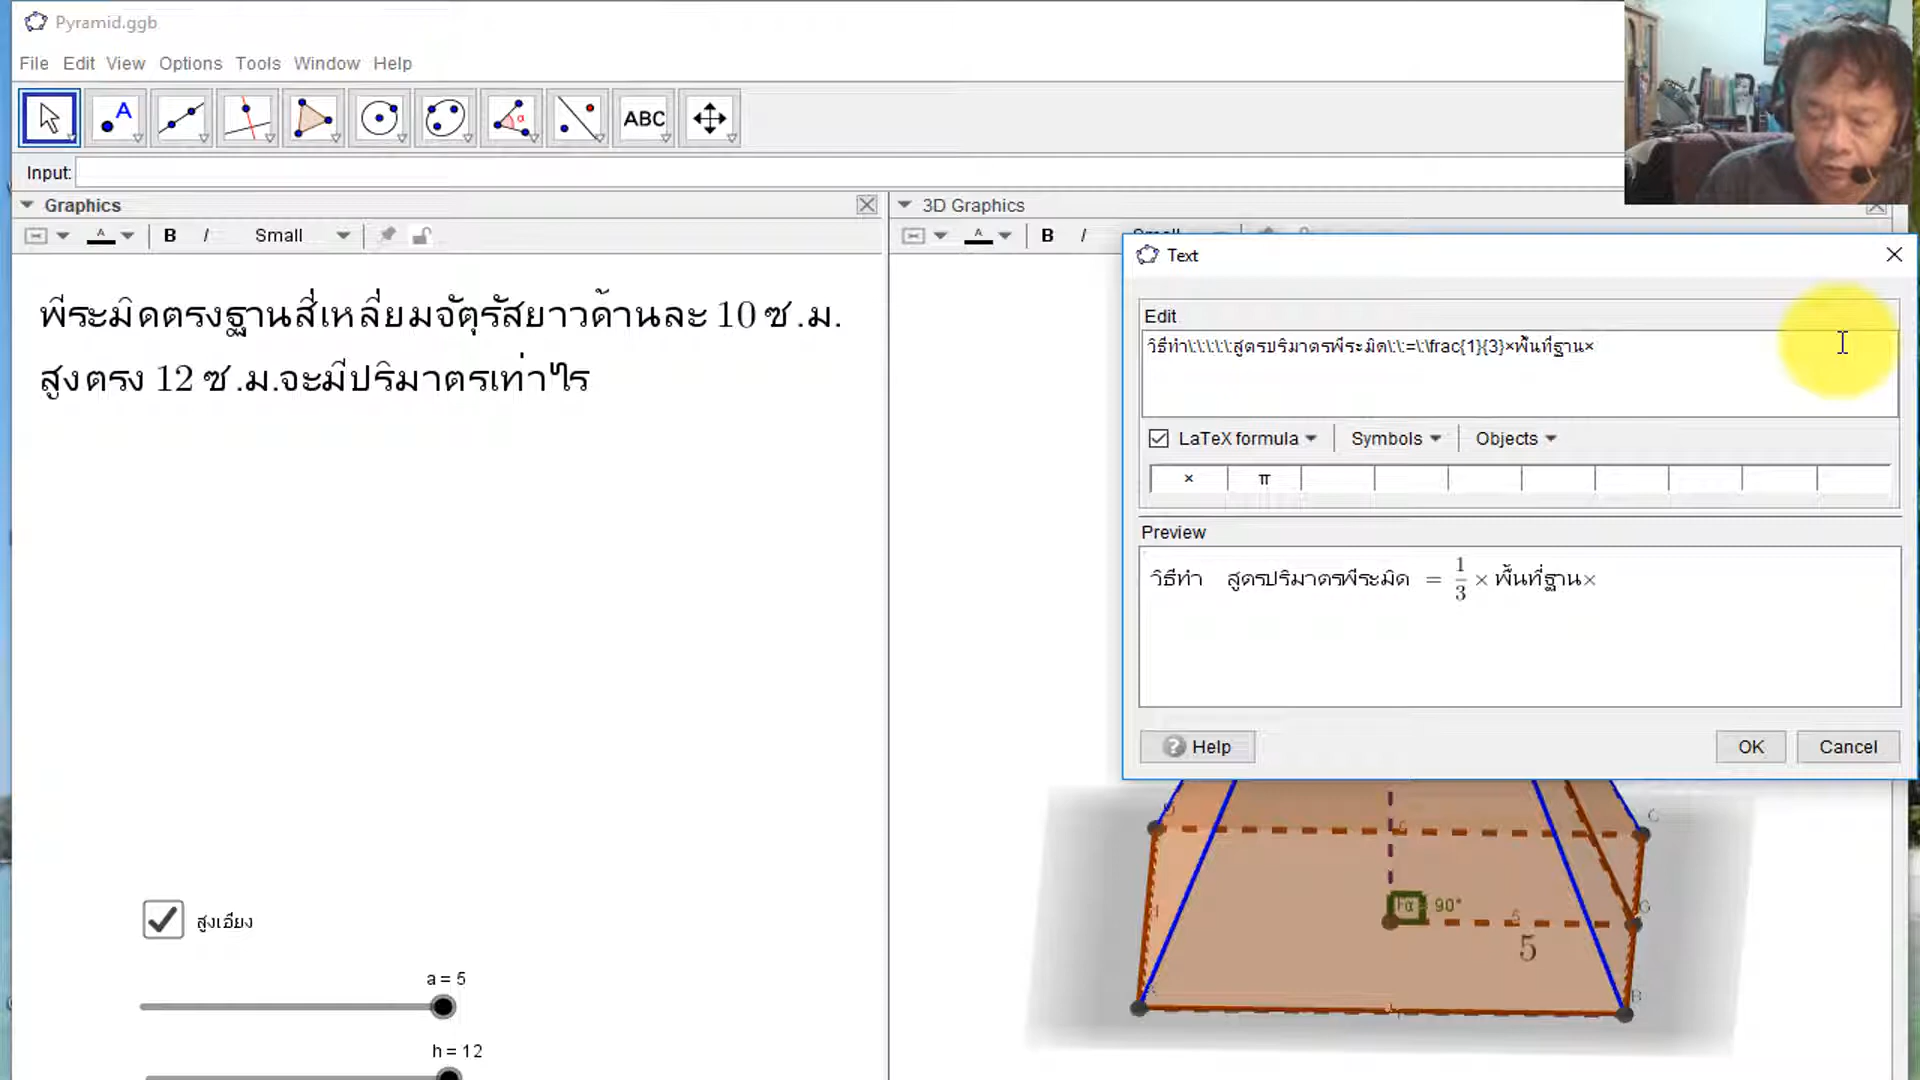 Pyramid.ggb
File Edit View Options Tools Window Help
A
α
ABC
Input:
Graphics
3D Graphics
A B I Small
A B I Small
พีระมิดตรงฐานสี่เหลี่ยมจัตุรัสยาวด้านละ 10 ซ.ม.
สูงตรง 12 ซ.ม.จะมีปริมาตรเท่าไร
Text
Edit
วิธีทำ\:\:\:\:\:\:สูตรปริมาตรพีระมิด\:\:=\:\frac{1}{3}×พื้นที่ฐาน×
LaTeX formula Symbols Objects
× π
Preview
วิธีทำ สูตรปริมาตรพีระมิด = 1/3 × พื้นที่ฐาน×
Help OK Cancel
D
C
α = 90°
5
G
5
B
สูงเอียง
a = 5
h = 12